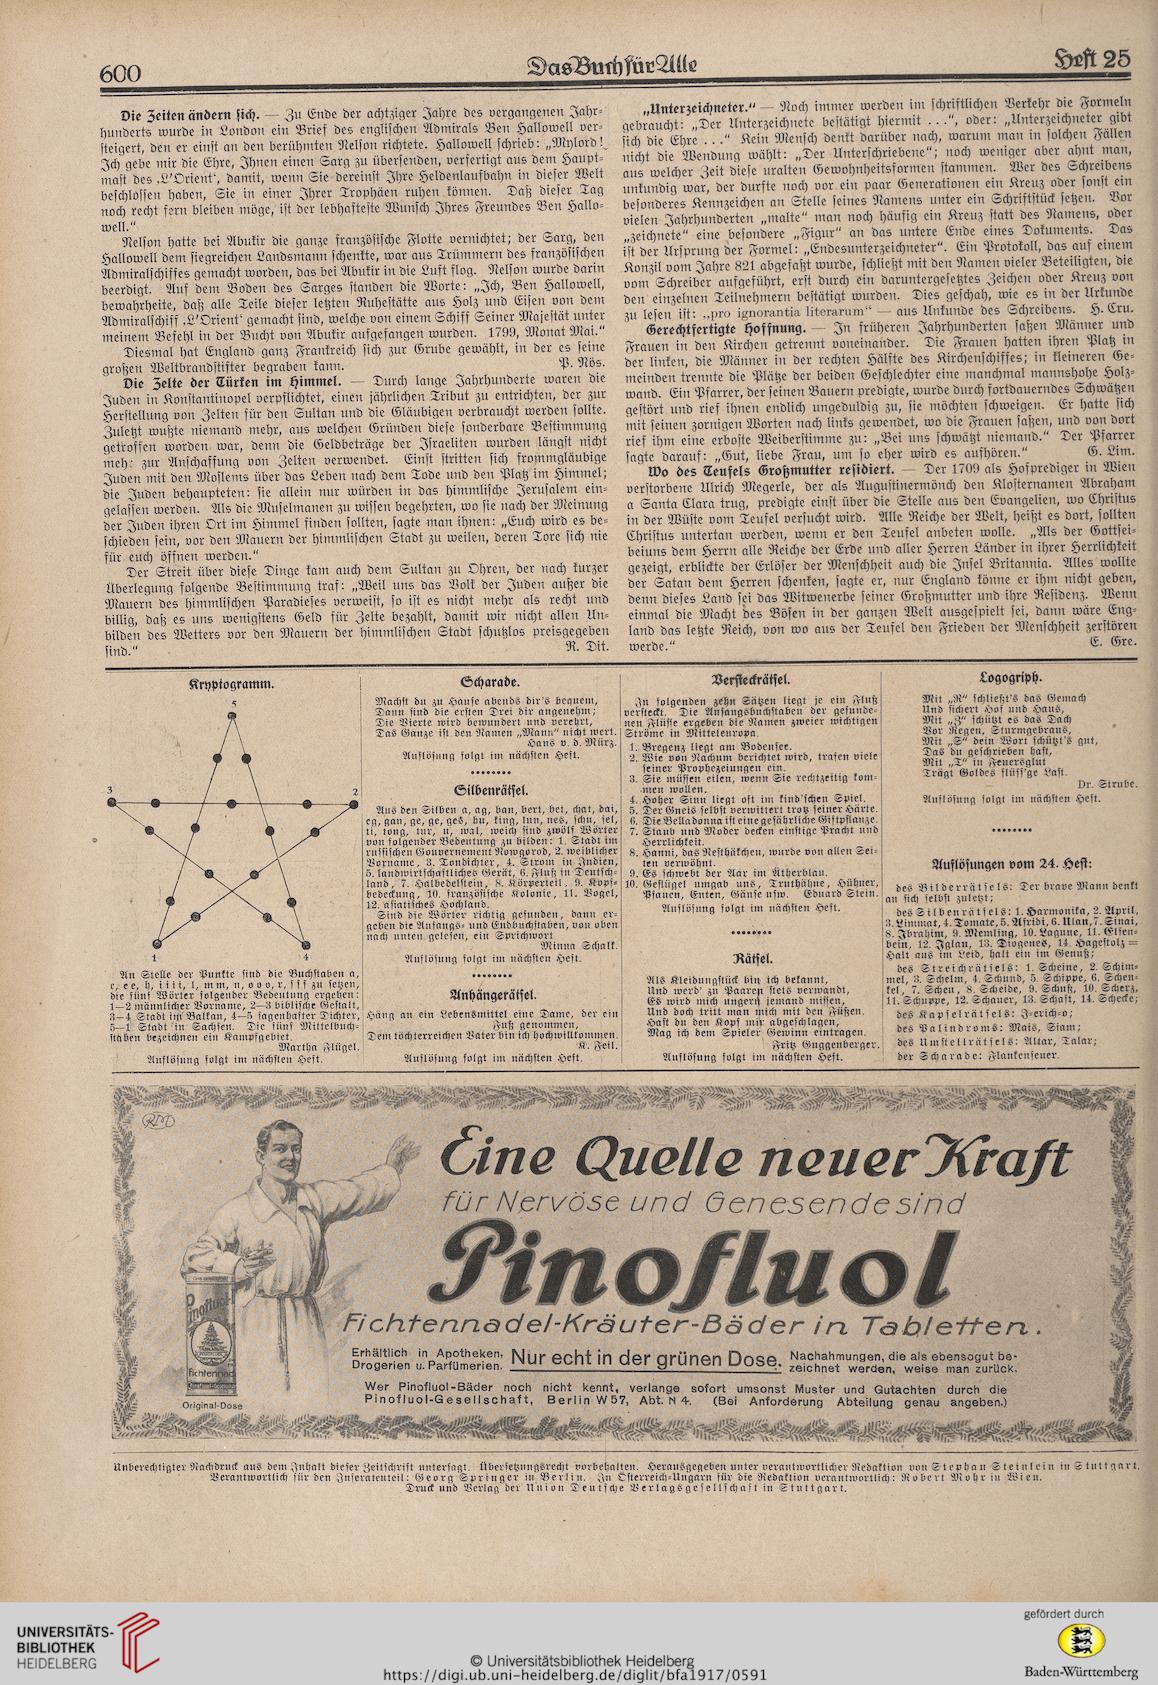 600
Das Buch für Alle
Heft 25
Die Zeiten ändern sich. — Zu Ende der achtziger Jahre des vergangenen Jahr-
hunderts wurde in London ein Brief des englischen Admirals Ben Hallowell ver-
steigert, den er einst an den berühmten Nelson richtete. Hallowell schrieb: „Mylord!
Ich gebe mir die Ehre, Ihnen einen Sarg zu übersenden, verfertigt aus dem Haupt-
mast des ‚L'Orient‘, damit, wenn Sie dereinst Ihre Heldenlaufbahn in dieser Welt
beschlossen haben, Sie in einer Ihrer Trophäen ruhen können. Daß dieser Tag
noch recht fern bleiben möge, ist der lebhafteste Wunsch Ihres Freundes Ben Hallo-
well.“
Nelson hatte bei Abukir die ganze französische Flotte vernichtet; der Sarg, den
Hallowell dem siegreichen Landsmann schenkte, war aus Trümmern des französischen
Admiralschiffes gemacht worden, das bei Abukir in die Luft flog. Nelson wurde darin
beerdigt. Auf dem Boden des Sarges standen die Worte: „Ich, Ben Hallowell,
bewahrheite, daß alle Teile dieser letzten Ruhestätte aus Holz und Eisen von dem
Admiralschiff ‚L'Orient‘ gemacht sind, welche von einem Schiff Seiner Majestät unter
meinem Befehl in der Bucht von Abukir aufgefangen wurden. 1799, Monat Mai.“
Diesmal hat England ganz Frankreich sich zur Grube gewählt, in der es seine
großen Weltbrandstifter begraben kann. P. Rös.
Die Zelte der Türken im Himmel. — Durch lange Jahrhunderte waren die
Juden in Konstantinopel verpflichtet, einen jährlichen Tribut zu entrichten, der zur
Herstellung von Zelten für den Sultan und die Gläubigen verbraucht werden sollte.
Zuletzt wußte niemand mehr, aus welchen Gründen diese sonderbare Bestimmung
getroffen worden war, denn die Geldbeträge der Israeliten wurden längst nicht
mehr zur Anschaffung von Zelten verwendet. Einst stritten sich frommgläubige
Juden mit den Moslems über das Leben nach dem Tode und den Platz im Himmel;
die Juden behaupteten: sie allein nur würden in das himmlische Jerusalem ein-
gelassen werden. Als die Muselmanen zu wissen begehrten, wo sie nach der Meinung
der Juden ihren Ort im Himmel finden sollten, sagte man ihnen: „Euch wird es be-
schieden sein, vor den Mauern der himmlischen Stadt zu weilen, deren Tore sich nie
für euch öffnen werden.“
Der Streit über diese Dinge kam auch dem Sultan zu Ohren, der nach kurzer
Überlegung folgende Bestimmung traf: „Weil uns das Volk der Juden außer die
Mauern des himmlischen Paradieses verweist, so ist es nicht mehr als recht und
billig, daß es uns wenigstens Geld für Zelte bezahlt, damit wir nicht allen Un-
bilden des Wetters vor den Mauern der himmlischen Stadt schutzlos preisgegeben
sind.“ R. Dit.
„Unterzeichneter.“ — Noch immer werden im schriftlichen Verkehr die Formeln
gebraucht: „Der Unterzeichnete bestätigt hiermit ...“, oder: „Unterzeichneter gibt
sich die Ehre ...“ Kein Mensch denkt darüber nach, warum man in solchen Fällen
nicht die Wendung wählt: „Der Unterschriebene“; noch weniger aber ahnt man,
aus welcher Zeit diese uralten Gewohnheitsformen stammen. Wer des Schreibens
unkundig war, der durfte noch vor ein paar Generationen ein Kreuz oder sonst ein
besonderes Kennzeichen an Stelle seines Namens unter ein Schriftstück setzen. Vor
vielen Jahrhunderten „malte“ man noch häufig ein Kreuz statt des Namens, oder
„zeichnete“ eine besondere „Figur“ an das untere Ende eines Dokuments. Das
ist der Ursprung der Formel: „Endesunterzeichneter“. Ein Protokoll, das auf einem
Konzil vom Jahre 821 abgefaßt wurde, schließt mit den Namen vieler Beteiligten, die
vom Schreiber aufgeführt, erst durch ein daruntergesetztes Zeichen oder Kreuz von
den einzelnen Teilnehmern bestätigt wurden. Dies geschah, wie es in der Urkunde
zu lesen ist: „pro ignorantia literarum“ — aus Unkunde des Schreibens. H. Cru.
Gerechtfertigte Hoffnung. — In früheren Jahrhunderten saßen Männer und
Frauen in den Kirchen getrennt voneinander. Die Frauen hatten ihren Platz in
der linken, die Männer in der rechten Hälfte des Kirchenschiffes; in kleineren Ge-
meinden trennte die Plätze der beiden Geschlechter eine manchmal mannshohe Holz-
wand. Ein Pfarrer, der seinen Bauern predigte, wurde durch fortdauerndes Schwätzen
gestört und rief ihnen endlich ungeduldig zu, sie möchten schweigen. Er hatte sich
mit seinen zornigen Worten nach links gewendet, wo die Frauen saßen, und von dort
rief ihm eine erboste Weiberstimme zu: „Bei uns schwätzt niemand.“ Der Pfarrer
sagte darauf: „Gut, liebe Frau, um so eher wird es aufhören.“ G. Lim.
Wo des Teufels Großmutter residiert. — Der 1709 als Hofprediger in Wien
verstorbene Ulrich Megerle, der als Augustinermönch den Klosternamen Abraham
a Santa Clara trug, predigte einst über die Stelle aus den Evangelien, wo Christus
in der Wüste vom Teufel versucht wird. Alle Reiche der Welt, heißt es dort, sollten
Christus untertan werden, wenn er den Teufel anbeten wolle. „Als der Gottsei-
beiuns dem Herrn alle Reiche der Erde und aller Herren Länder in ihrer Herrlichkeit
gezeigt, erblickte der Erlöser der Menschheit auch die Insel Britannia. Alles wollte
der Satan dem Herren schenken, sagte er, nur England könne er ihm nicht geben,
denn dieses Land sei das Witwenerbe seiner Großmutter und ihre Residenz. Wenn
einmal die Macht des Bösen in der ganzen Welt ausgespielt sei, dann wäre Eng-
land das letzte Reich, von wo aus der Teufel den Frieden der Menschheit zerstören
werde.“ E. Gre.
Kryptogramm.
5
3
2
1
4
An Stelle der Punkte sind die Buchstaben a,
c, e e, h, i i i i, l, m m, n, o o o, r, s s s zu setzen,
die fünf Wörter folgender Bedeutung ergeben:
1—2 männlicher Vorname, 2—3 biblische Gestalt,
3—4 Stadt im Balkan, 4—5 sagenhafter Dichter,
5—1 Stadt in Sachsen. Die fünf Mittelbuch-
staben bezeichnen ein Kampfgebiet.
Martha Flügel.
Auflösung folgt im nächsten Heft.
Scharade.
Machst du zu Hause abends dir's bequem,
Dann sind die ersten Drei dir angenehm;
Die Vierte wird bewundert und verehrt,
Das Ganze ist den Namen „Mann“ nicht wert.
Hans v. d. Mürz.
Auflösung folgt im nächsten Heft.
Silbenrätsel.
Aus den Silben a, ag, ban, bert, bet, chat, dai,
eg, gan, ge, ge, ges, hu, king, lun, nes, schu, sel,
ti, tong, tur, u, wal, weich sind zwölf Wörter
von folgender Bedeutung zu bilden: 1. Stadt im
russischen Gouvernement Nowgorod, 2. weiblicher
Vorname, 3. Tondichter, 4. Strom in Indien,
5. landwirtschaftliches Gerät, 6. Fluß in Deutsch-
land, 7. Halbedelstein, 8. Körperteil, 9. Kopf-
bedeckung, 10. französische Kolonie, 11. Vogel,
12. asiatisches Hochland.
Sind die Wörter richtig gefunden, dann er-
geben die Anfangs- und Endbuchstaben, von oben
nach unten gelesen, ein Sprichwort.
Minna Schalk.
Auflösung folgt im nächsten Heft.
Anhängerätsel.
Häng an ein Lebensmittel eine Dame, der ein
Fuß genommen,
Dem töchterreichen Vater bin ich hochwillkommen.
K. Feil.
Auflösung folgt im nächsten Heft.
Versteckrätsel.
In folgenden zehn Sätzen liegt je ein Fluß
versteckt. Die Anfangsbuchstaben der gefunde-
nen Flüsse ergeben die Namen zweier wichtigen
Ströme in Mitteleuropa.
1. Bregenz liegt am Bodensee.
2. Wie von Nachum berichtet wird, trafen viele
seiner Prophezeiungen ein.
3. Sie müssen eilen, wenn Sie rechtzeitig kom-
men wollen.
4. Hoher Sinn liegt oft im kind'schen Spiel.
5. Der Gneis selbst verwittert trotz seiner Härte.
6. Die Belladonna ist eine gefährliche Giftpflanze.
7. Staub und Moder decken einstige Pracht und
Herrlichkeit.
8. Hanni, das Nesthäkchen, wurde von allen Sei-
ten verwöhnt.
9. Es schwebt der Aar im Ätherblau.
10. Geflügel umgab uns, Truthähne, Hühner,
Pfauen, Enten, Gänse usw. Eduard Stein.
Auflösung folgt im nächsten Heft.
Rätsel.
Als Kleidungstück bin ich bekannt,
Und werd' zu Paaren stets verwandt,
Es wird mich ungern jemand missen,
Und doch tritt man mich mit den Füßen.
Hast du den Kopf mir abgeschlagen,
Mag ich dem Spieler Gewinn eintragen.
Fritz Guggenberger.
Auflösung folgt im nächsten Heft.
Logogriph.
Mit „R“ schließt's das Gemach
Und sichert Hof und Haus,
Mit „Z“ schützt es das Dach
Vor Regen, Sturmgebraus,
Mit „S“ dein Wort schützt's gut,
Das du geschrieben hast,
Mit „T“ in Feuersglut
Trägt Goldes flüss'ge Last.
Dr. Strube.
Auflösung folgt im nächsten Heft.
Auflösungen vom 24. Heft:
des Bilderrätsels: Der brave Mann denkt
an sich selbst zuletzt;
des Silbenrätsels: 1. Harmonika, 2. April,
3. Limmat, 4. Tomate, 5. Afridi, 6. Ulan, 7. Sinai,
8. Ibrahim, 9. Memling, 10. Lagune, 11. Elfen-
bein, 12. Iglau, 13. Diogenes, 14. Hagestolz =
Halt aus im Leid, halt ein im Genuß;
des Streichrätsels: 1. Scheine, 2. Schim-
mel, 3. Schelm, 4. Schund, 5. Schippe, 6. Schen-
kel, 7. Scheu, 8. Scheide, 9. Schuß, 10. Scherz,
11. Schuppe, 12. Schauer, 13. Schaft, 14. Schecke;
des Kapselrätsels: J=erich=o;
des Palindroms: Mais, Siam;
des Umstellrätsels: Altar, Talar;
der Scharade: Flankenfeuer.
Eine Quelle neuer Kraft
für Nervöse und Genesende sind
Pinofluol
Fichtennadel-Kräuter-Bäder in Tabletten.
Erhältlich in Apotheken,
Drogerien u. Parfümerien.
Nur echt in der grünen Dose.
Nachahmungen, die als ebensogut be-
zeichnet werden, weise man zurück.
Wer Pinofluol-Bäder noch nicht kennt, verlange sofort umsonst Muster und Gutachten durch die
Pinofluol-Gesellschaft, Berlin W 57, Abt. N 4. (Bei Anforderung Abteilung genau angeben.)
Pinofluol
Fichtennad
Original-Dose
Unberechtigter Nachdruck aus dem Inhalt dieser Zeitschrift untersagt. Übersetzungsrecht vorbehalten. Herausgegeben unter verantwortlicher Redaktion von Stephan Steinlein in Stuttgart.
Verantwortlich für den Inseratenteil: Georg Springer in Berlin. In Österreich-Ungarn für die Redaktion verantwortlich: Robert Mohr in Wien.
Druck und Verlag der Union Deutsche Verlagsgesellschaft in Stuttgart.
UNIVERSITÄTS-
BIBLIOTHEK
HEIDELBERG
© Universitätsbibliothek Heidelberg
https://digi.ub.uni-heidelberg.de/diglit/bfa1917/0591
gefördert durch
Baden-Württemberg